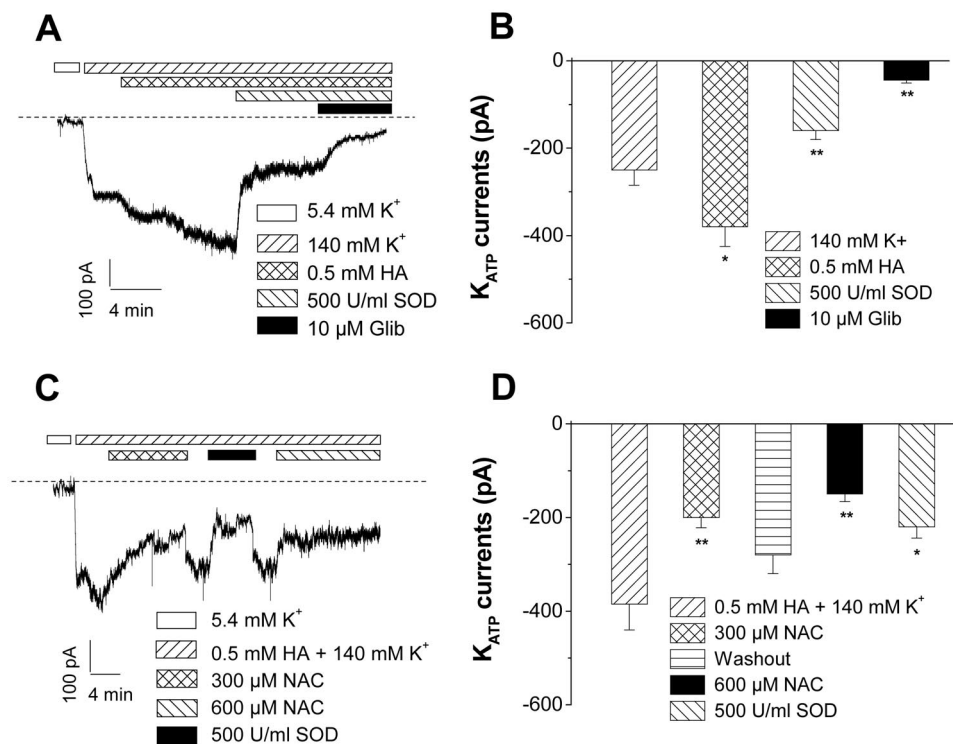 A
5.4 mM K⁺
140 mM K⁺
0.5 mM HA
500 U/ml SOD
10 µM Glib
100 pA
4 min
B
K_ATP currents (pA)
0
-200
-400
-600
*
**
**
140 mM K+
0.5 mM HA
500 U/ml SOD
10 µM Glib
C
5.4 mM K⁺
0.5 mM HA + 140 mM K⁺
300 µM NAC
600 µM NAC
500 U/ml SOD
100 pA
4 min
D
K_ATP currents (pA)
0
-200
-400
-600
**
**
*
0.5 mM HA + 140 mM K⁺
300 µM NAC
Washout
600 µM NAC
500 U/ml SOD